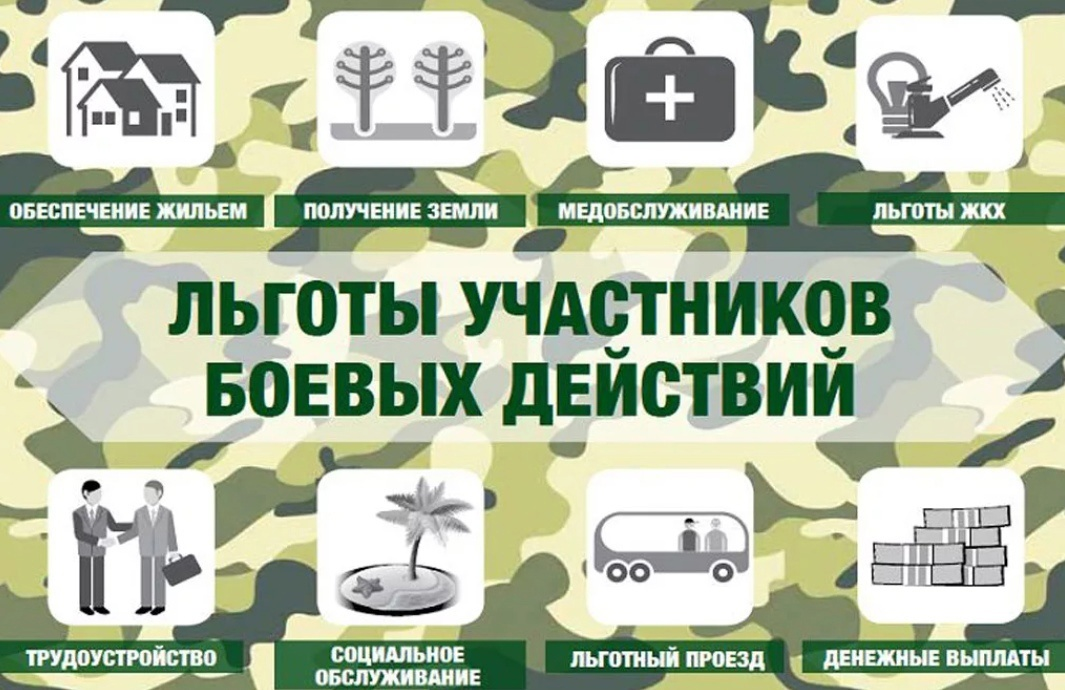 ОБЕСПЕЧЕНИЕ ЖИЛЬЕМ
ПОЛУЧЕНИЕ ЗЕМЛИ
МЕДОБСЛУЖИВАНИЕ
ЛЬГОТЫ ЖКХ
ЛЬГОТЫ УЧАСТНИКОВ
БОЕВЫХ ДЕЙСТВИЙ
ТРУДОУСТРОЙСТВО
СОЦИАЛЬНОЕ
ОБСЛУЖИВАНИЕ
ЛЬГОТНЫЙ ПРОЕЗД
ДЕНЕЖНЫЕ ВЫПЛАТЫ